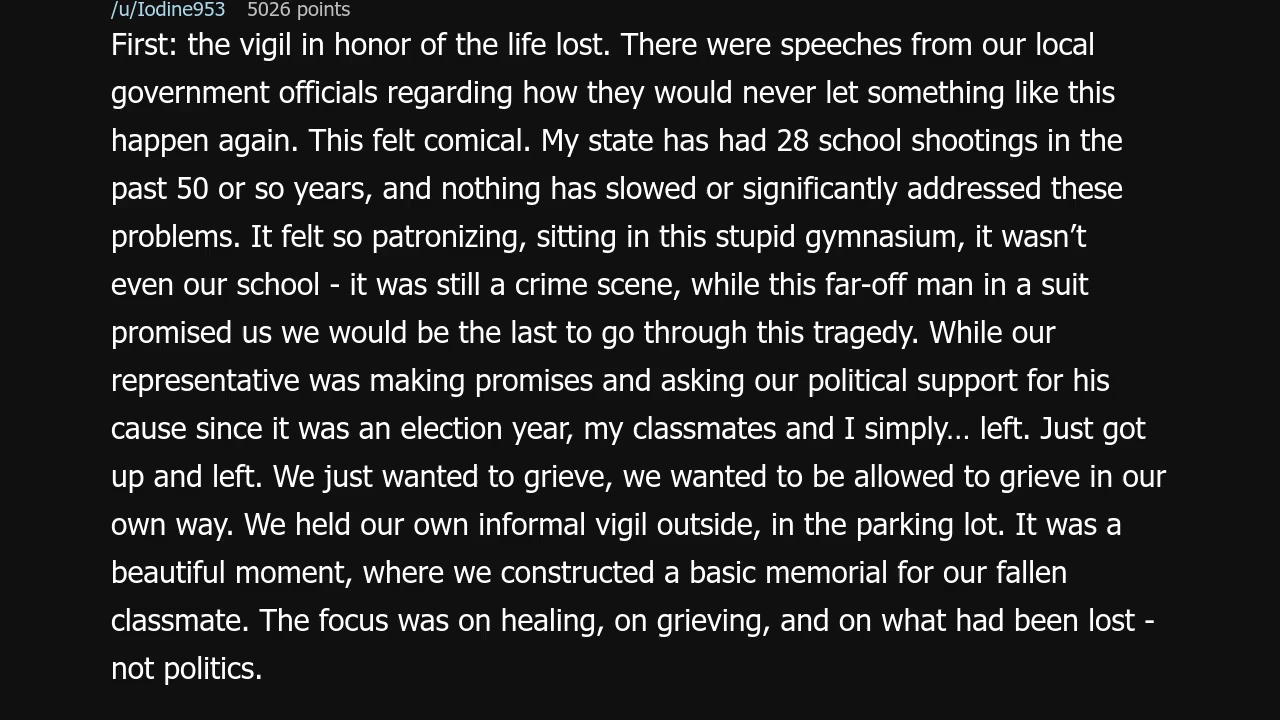 /u/Iodine953 5026 points
First: the vigil in honor of the life lost. There were speeches from our local
government officials regarding how they would never let something like this
happen again. This felt comical. My state has had 28 school shootings in the
past 50 or so years, and nothing has slowed or significantly addressed these
problems. It felt so patronizing, sitting in this stupid gymnasium, it wasn’t
even our school - it was still a crime scene, while this far-off man in a suit
promised us we would be the last to go through this tragedy. While our
representative was making promises and asking our political support for his
cause since it was an election year, my classmates and I simply... left. Just got
up and left. We just wanted to grieve, we wanted to be allowed to grieve in our
own way. We held our own informal vigil outside, in the parking lot. It was a
beautiful moment, where we constructed a basic memorial for our fallen
classmate. The focus was on healing, on grieving, and on what had been lost -
not politics.